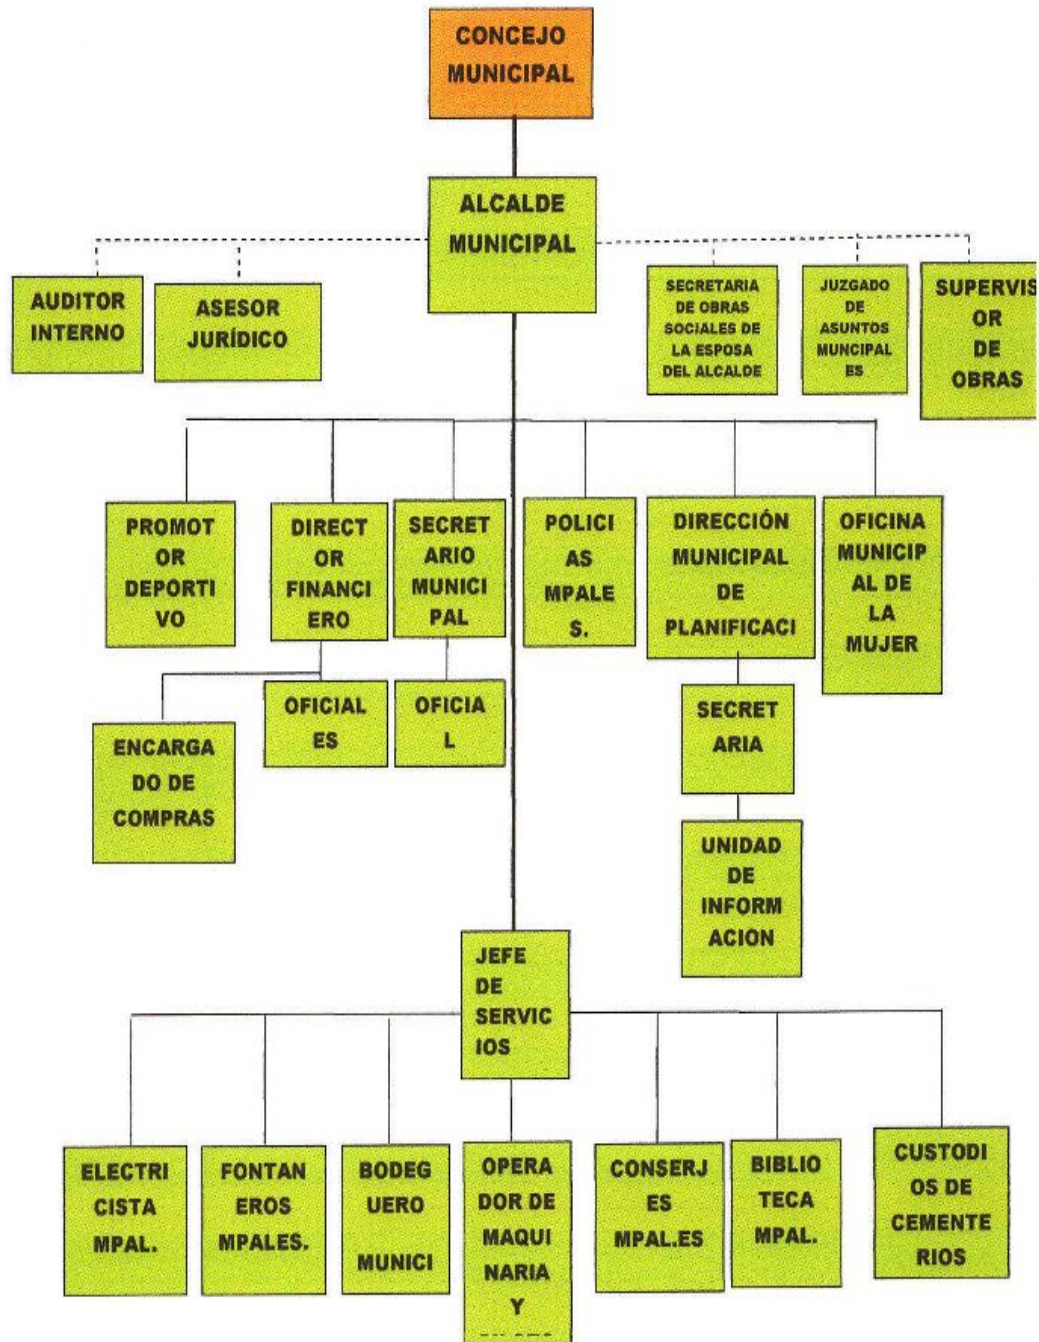 CONCEJO
MUNICIPAL
ALCALDE
MUNICIPAL
AUDITOR
INTERNO
ASESOR
JURÍDICO
SECRETARIA
DE OBRAS
SOCIALES DE
LA ESPOSA
DEL ALCALDE
JUZGADO
DE
ASUNTOS
MUNCIPAL
ES
SUPERVIS
OR
DE
OBRAS
PROMOT
OR
DEPORTI
VO
DIRECT
OR
FINANCI
ERO
SECRET
ARIO
MUNICI
PAL
POLICI
AS
MPALE
S.
DIRECCIÓN
MUNICIPAL
DE
PLANIFICACI
OFICINA
MUNICIP
AL DE
LA
MUJER
ENCARGA
DO DE
COMPRAS
OFICIAL
ES
OFICIA
L
SECRET
ARIA
UNIDAD
DE
INFORM
ACION
JEFE
DE
SERVIC
IOS
ELECTRI
CISTA
MPAL.
FONTAN
EROS
MPALES.
BODEG
UERO
MUNICI
OPERA
DOR DE
MAQUI
NARIA
Y
CONSERJ
ES
MPAL.ES
BIBLIO
TECA
MPAL.
CUSTODI
OS DE
CEMENTE
RIOS